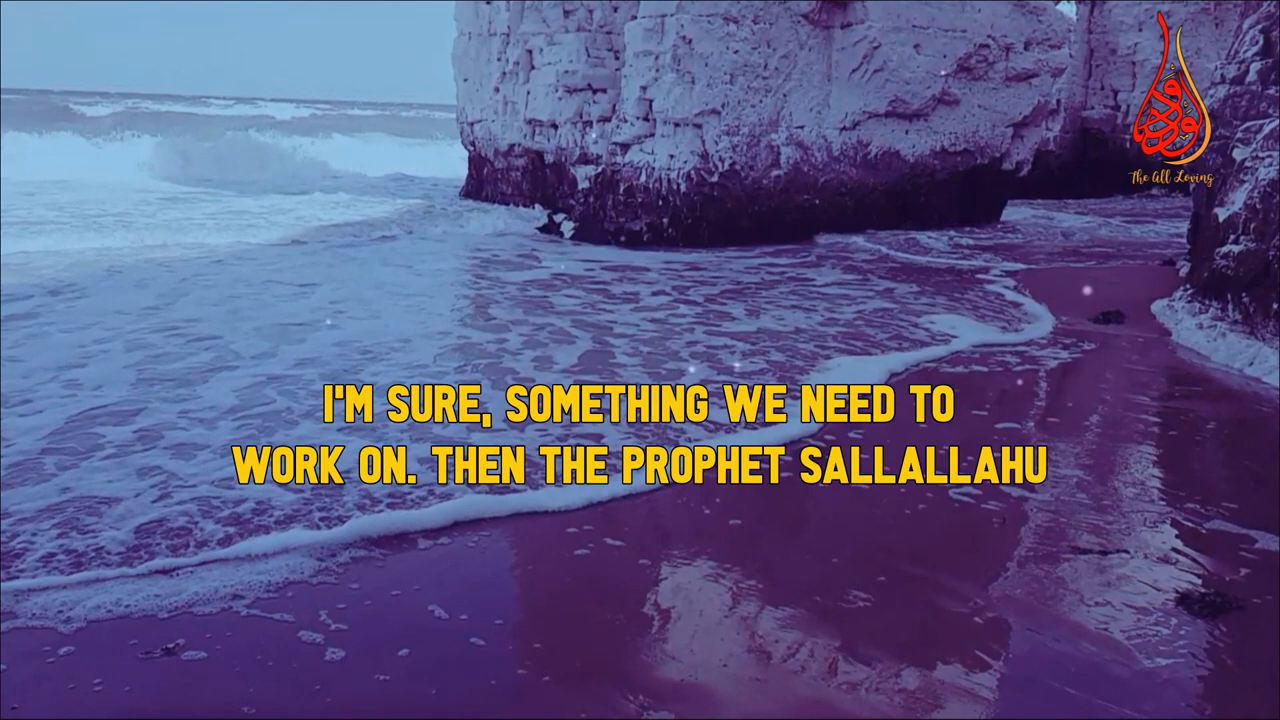 The All Loving
I'M SURE, SOMETHING WE NEED TO
WORK ON. THEN THE PROPHET SALLALLAHU